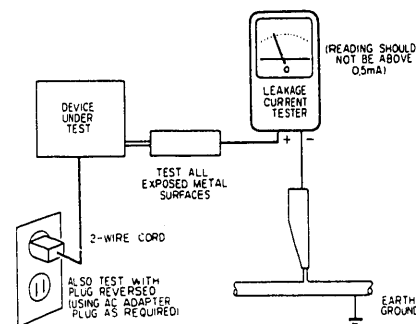 DEVICE
UNDER
TEST
LEAKAGE
CURRENT
TESTER
+ -
(READING SHOULD
NOT BE ABOVE
0,5mA)
TEST ALL
EXPOSED METAL
SURFACES
2-WIRE CORD
ALSO TEST WITH
PLUG REVERSED
(USING AC ADAPTER
PLUG AS REQUIRED)
EARTH
GROUND
0